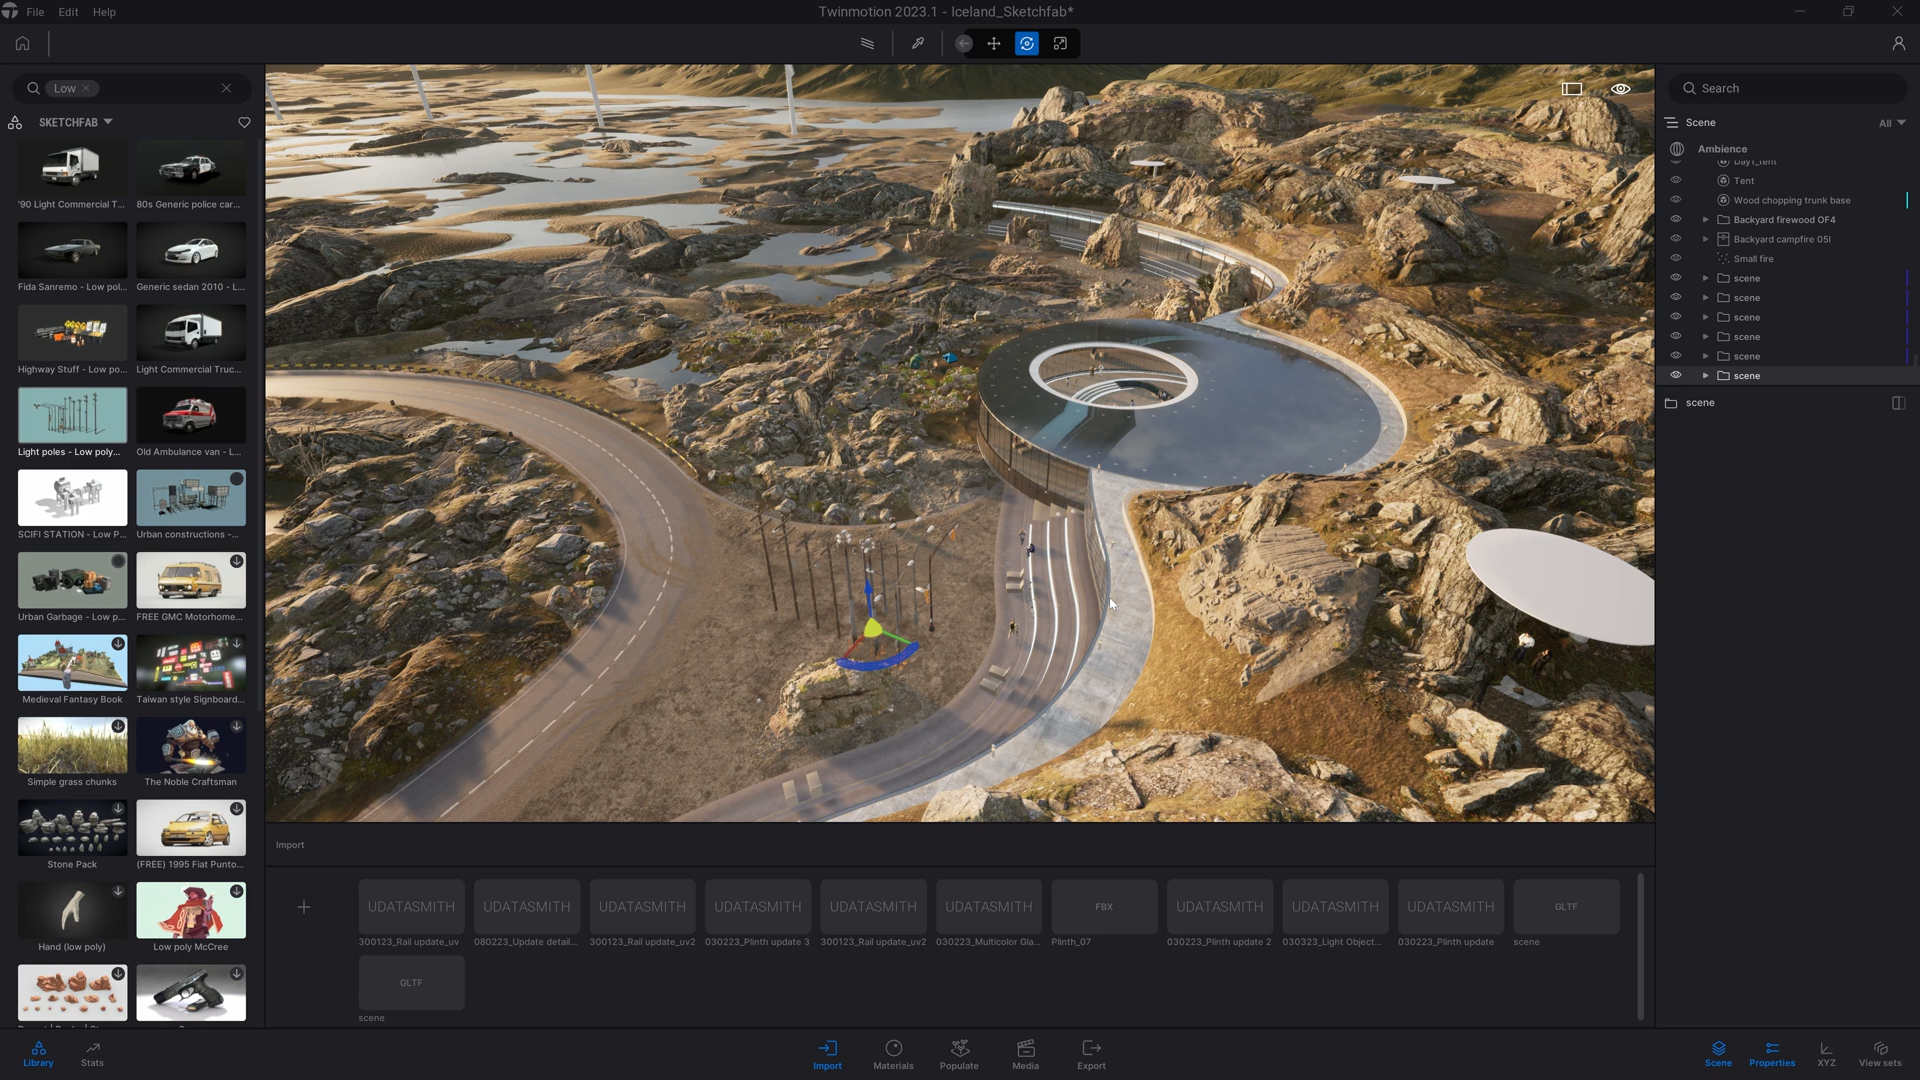 File Edit Help
Twinmotion 2023.1 - Iceland_Sketchfab*
Low
SKETCHFAB
'90 Light Commercial T...
80s Generic police car...
Fida Sanremo - Low pol...
Generic sedan 2010 - L...
Highway Stuff - Low po...
Light Commercial Truc...
Light poles - Low poly...
Old Ambulance van - L...
SCIFI STATION - Low P...
Urban constructions -...
Urban Garbage - Low p...
FREE GMC Motorhome...
Medieval Fantasy Book
Taiwan style Signboard...
Simple grass chunks
The Noble Craftsman
Stone Pack
(FREE) 1995 Fiat Punto...
Hand (low poly)
Low poly McCree
Search
Scene
All
Ambience
Day1_tent
Tent
Wood chopping trunk base
Backyard firewood OF4
Backyard campfire 05l
Small fire
scene
scene
scene
scene
scene
scene
scene
Import
UDATASMITH
300123_Rail update_uv
UDATASMITH
080223_Update detail...
UDATASMITH
300123_Rail update_uv2
UDATASMITH
030223_Plinth update 3
UDATASMITH
300123_Rail update_uv2
UDATASMITH
030223_Multicolor Gla...
FBX
Plinth_07
UDATASMITH
030223_Plinth update 2
UDATASMITH
030323_Light Object...
UDATASMITH
030223_Plinth update
GLTF
scene
GLTF
scene
Library
Stats
Import
Materials
Populate
Media
Export
Scene
Properties
XYZ
View sets